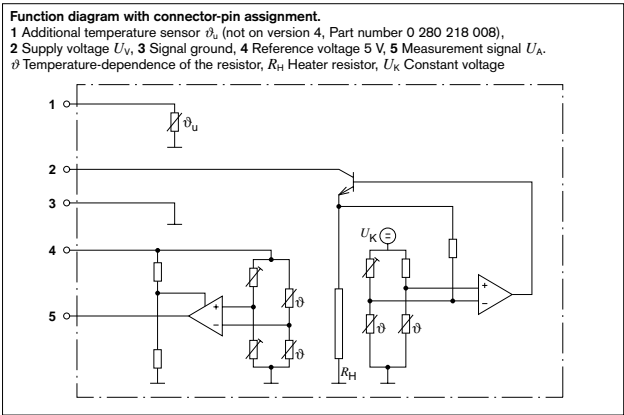 Function diagram with connector-pin assignment.
1 Additional temperature sensor ϑu (not on version 4, Part number 0 280 218 008),
2 Supply voltage UV, 3 Signal ground, 4 Reference voltage 5 V, 5 Measurement signal UA.
ϑ Temperature-dependence of the resistor, RH Heater resistor, UK Constant voltage
1
ϑu
2
3
4
UK
=
5
+
−
ϑ
ϑ
RH
ϑ
ϑ
+
−